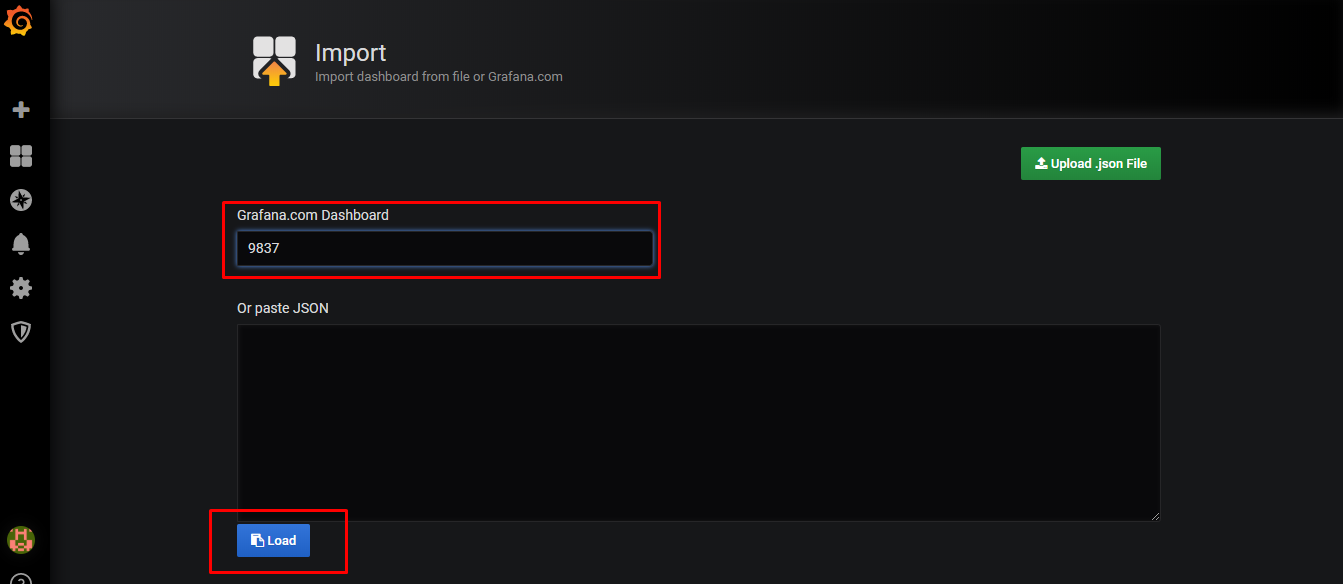 Import
Import dashboard from file or Grafana.com
Upload .json File
Grafana.com Dashboard
9837
Or paste JSON
Load
?